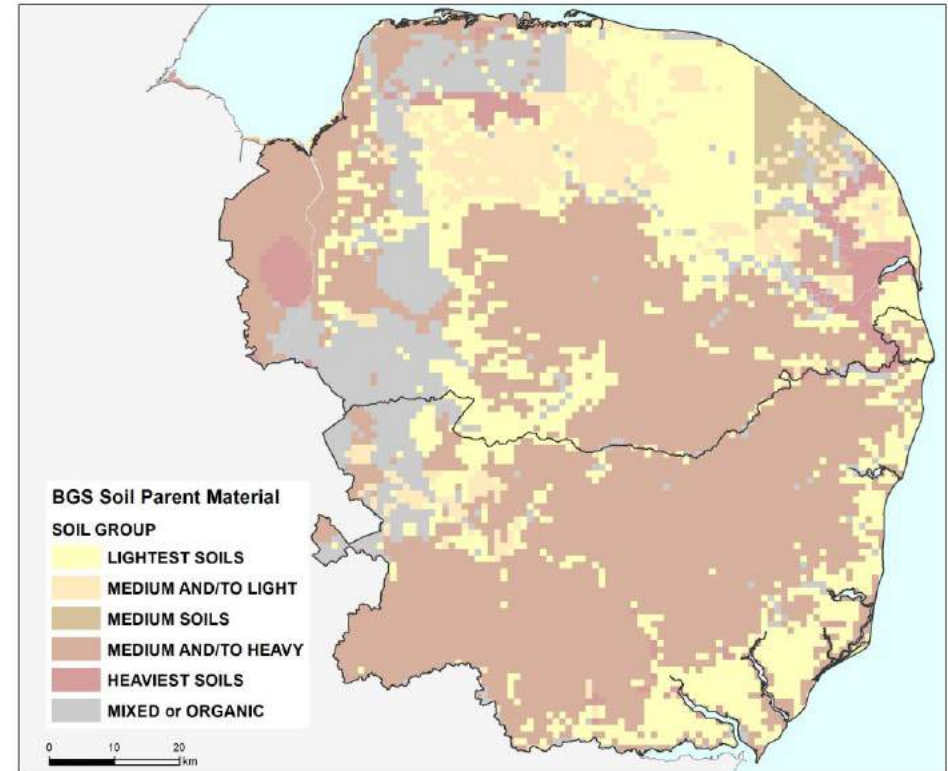 BGS Soil Parent Material
SOIL GROUP
LIGHTEST SOILS
MEDIUM AND/TO LIGHT
MEDIUM SOILS
MEDIUM AND/TO HEAVY
HEAVIEST SOILS
MIXED or ORGANIC
0 10 20
km